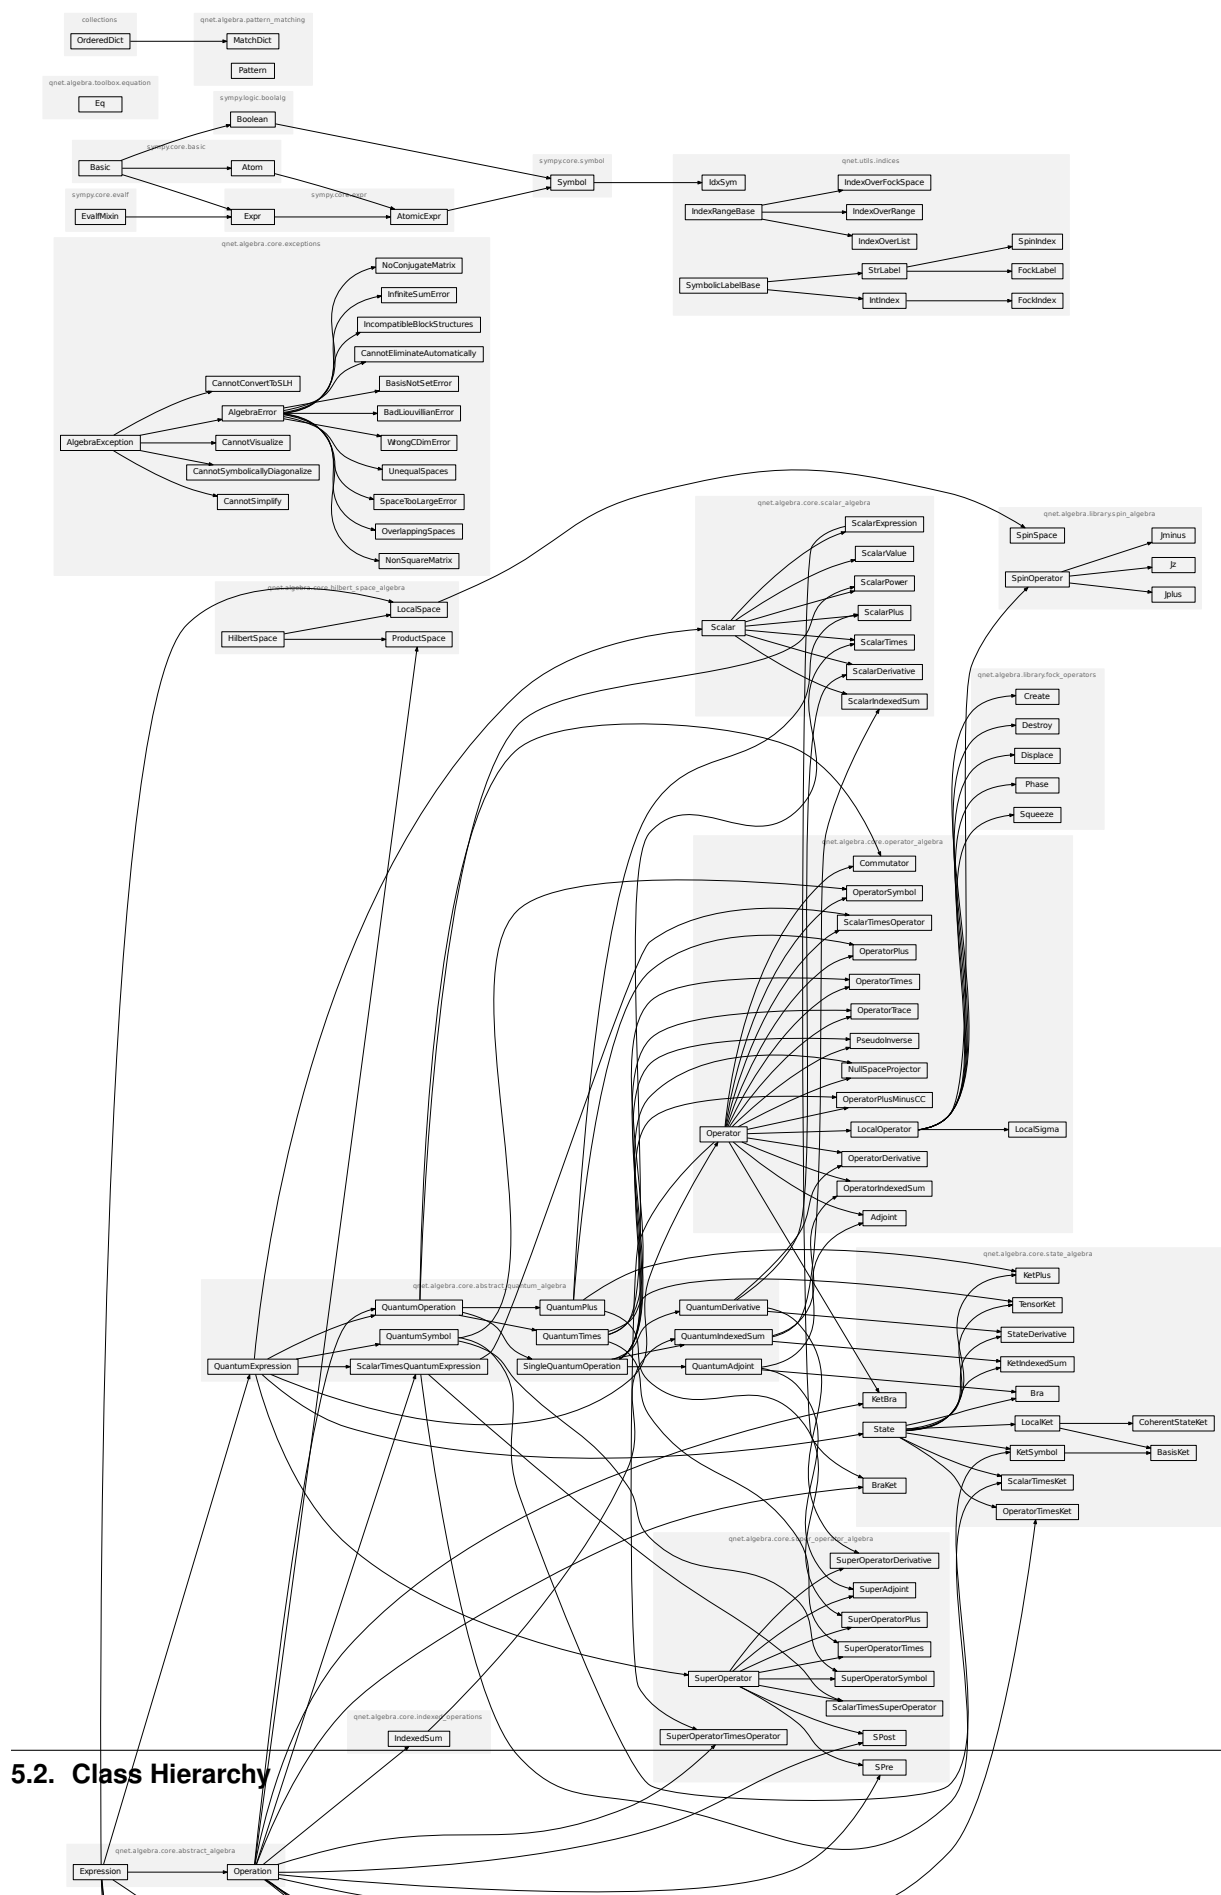 collections
OrderedDict
qnet.algebra.pattern_matching
MatchDict
Pattern
qnet.algebra.toolbox.equation
Eq
sympy.logic.boolalg
Boolean
sympy.core.basic
Basic
Atom
sympy.core.evalf
EvalfMixin
sympy.core.expr
Expr
AtomicExpr
sympy.core.symbol
Symbol
qnet.utils.indices
IdxSym
IndexOverFockSpace
IndexRangeBase
IndexOverRange
IndexOverList
SpinIndex
StrLabel
FockLabel
SymbolicLabelBase
IntIndex
FockIndex
qnet.algebra.core.exceptions
NoConjugateMatrix
InfiniteSumError
IncompatibleBlockStructures
CannotEliminateAutomatically
CannotConvertToSLH
BasisNotSetError
AlgebraError
BadLiouvillianError
AlgebraException
CannotVisualize
WrongCDimError
CannotSymbolicallyDiagonalize
UnequalSpaces
CannotSimplify
SpaceTooLargeError
OverlappingSpaces
NonSquareMatrix
qnet.algebra.core.hilbert_space_algebra
LocalSpace
HilbertSpace
ProductSpace
qnet.algebra.core.scalar_algebra
ScalarExpression
ScalarValue
ScalarPower
ScalarPlus
Scalar
ScalarTimes
ScalarDerivative
ScalarIndexedSum
qnet.algebra.library.spin_algebra
SpinSpace
Jminus
Jz
SpinOperator
Jplus
qnet.algebra.library.fock_operators
Create
Destroy
Displace
Phase
Squeeze
qnet.algebra.core.operator_algebra
Commutator
OperatorSymbol
ScalarTimesOperator
OperatorPlus
OperatorTimes
OperatorTrace
PseudoInverse
NullSpaceProjector
OperatorPlusMinusCC
Operator
LocalOperator
LocalSigma
OperatorDerivative
OperatorIndexedSum
Adjoint
qnet.algebra.core.abstract_quantum_algebra
QuantumOperation
QuantumPlus
QuantumDerivative
QuantumSymbol
QuantumTimes
QuantumIndexedSum
QuantumExpression
ScalarTimesQuantumExpression
SingleQuantumOperation
QuantumAdjoint
qnet.algebra.core.state_algebra
KetPlus
TensorKet
StateDerivative
KetIndexedSum
KetBra
Bra
State
LocalKet
CoherentStateKet
KetSymbol
BasisKet
BraKet
ScalarTimesKet
OperatorTimesKet
qnet.algebra.core.super_operator_algebra
SuperOperatorDerivative
SuperAdjoint
SuperOperatorPlus
SuperOperatorTimes
SuperOperator
SuperOperatorSymbol
ScalarTimesSuperOperator
SuperOperatorTimesOperator
SPost
SPre
qnet.algebra.core.indexed_operations
IndexedSum
5.2. Class Hierarchy
qnet.algebra.core.abstract_algebra
Expression
Operation